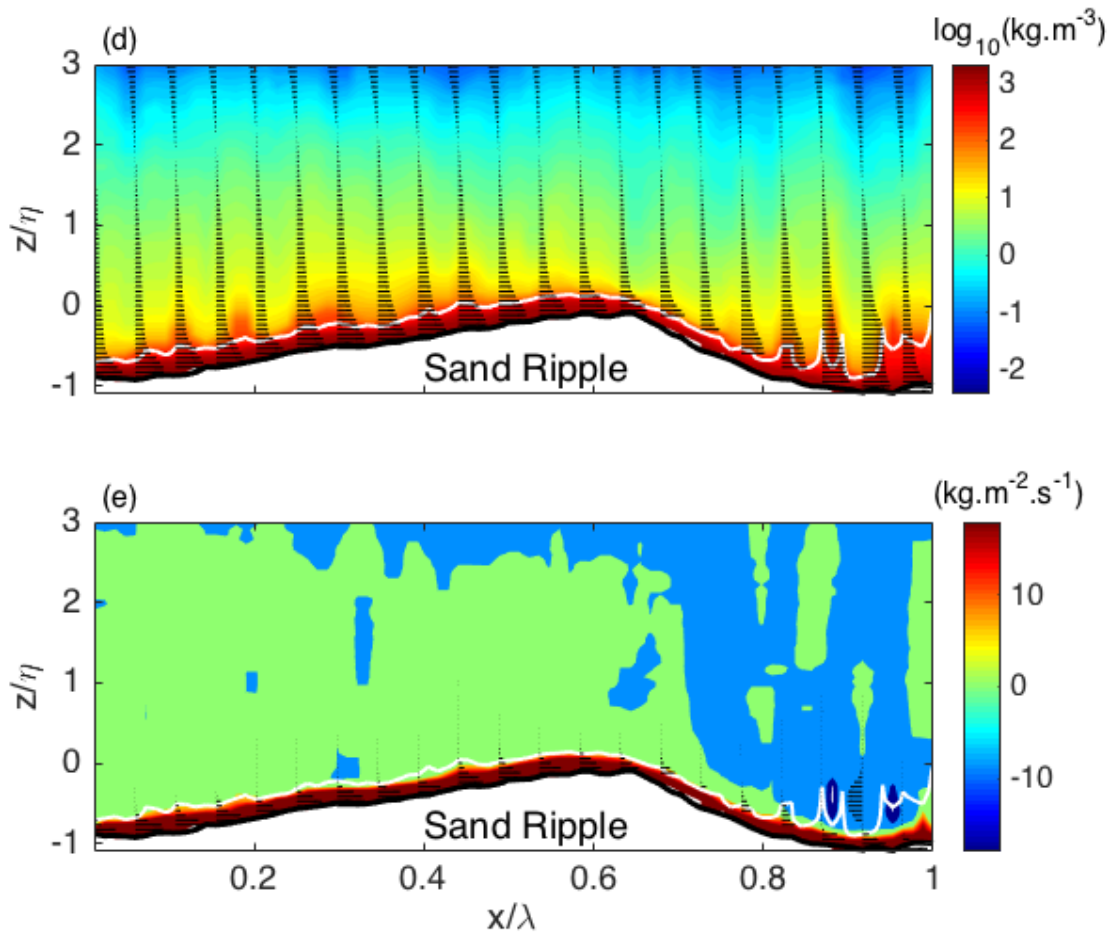 (d)
log₁₀(kg.m⁻³)
3
2
1
0
-1
z/η
Sand Ripple
3
2
1
0
-1
-2
(e)
(kg.m⁻².s⁻¹)
3
2
1
0
-1
z/η
Sand Ripple
10
0
-10
0.2 0.4 0.6 0.8 1
x/λ